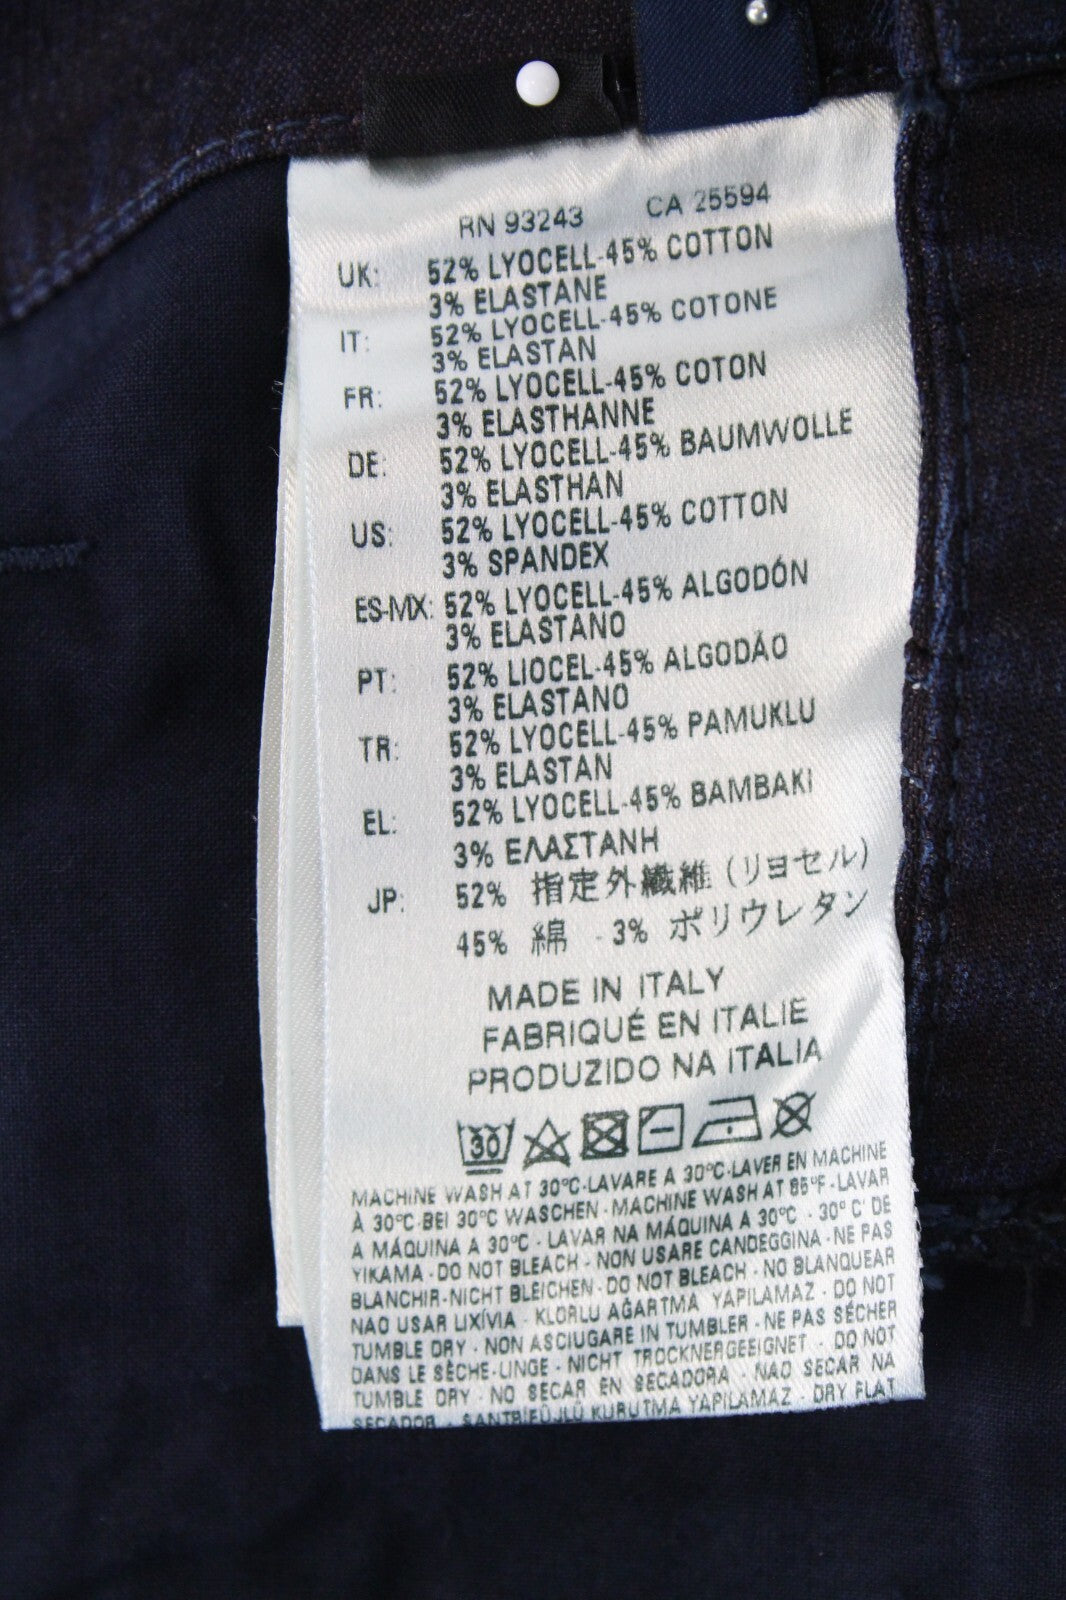 RN 93243 CA 25594
UK: 52% LYOCELL-45% COTTON
3% ELASTANE
IT: 52% LYOCELL-45% COTONE
3% ELASTAN
FR: 52% LYOCELL-45% COTON
3% ELASTHANNE
DE: 52% LYOCELL-45% BAUMWOLLE
3% ELASTHAN
US: 52% LYOCELL-45% COTTON
3% SPANDEX
ES-MX: 52% LYOCELL-45% ALGODÓN
3% ELASTANO
PT: 52% LIOCEL-45% ALGODÃO
3% ELASTANO
TR: 52% LYOCELL-45% PAMUKLU
3% ELASTAN
EL: 52% LYOCELL-45% BAMBAKI
3% ΕΛΑΣΤΑΝΗ
JP: 52% 指定外繊維 (リヨセル)
45% 綿 - 3% ポリウレタン
MADE IN ITALY
FABRIQUÉ EN ITALIE
PRODUZIDO NA ITALIA
30
MACHINE WASH AT 30°C-LAVARE A 30°C-LAVER EN MACHINE
À 30°C-BEI 30°C WASCHEN - MACHINE WASH AT 85°F - LAVAR
A MÁQUINA A 30°C - LAVAR NA MÁQUINA A 30°C - 30° C' DE
YIKAMA - DO NOT BLEACH - NON USARE CANDEGGINA - NE PAS
BLANCHIR-NICHT BLEICHEN - DO NOT BLEACH - NO BLANQUEAR
NAO USAR LIXÍVIA - KLORLU AĞARTMA YAPILAMAZ - DO NOT
TUMBLE DRY - NON ASCIUGARE IN TUMBLER - NE PAS SÉCHER
DANS LE SÈCHE-LINGE - NICHT TROCKNERGEEIGNET - DO NOT
TUMBLE DRY - NO SECAR EN SECADORA - NAO SECAR NA
SECADOR - SANTRİFÜJLÜ KURUTMA YAPILAMAZ - DRY FLAT